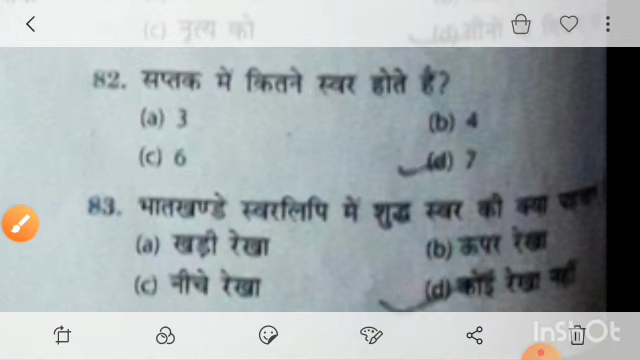 (c) नृत्य को
82. सप्तक में कितने स्वर होते हैं?
(a) 3 (b) 4
(c) 6 (d) 7
83. भातखण्डे स्वरलिपि में शुद्ध स्वर की क्या
(a) खड़ी रेखा (b) ऊपर रेखा
(c) नीचे रेखा (d) कोई रेखा नहीं
InShOt